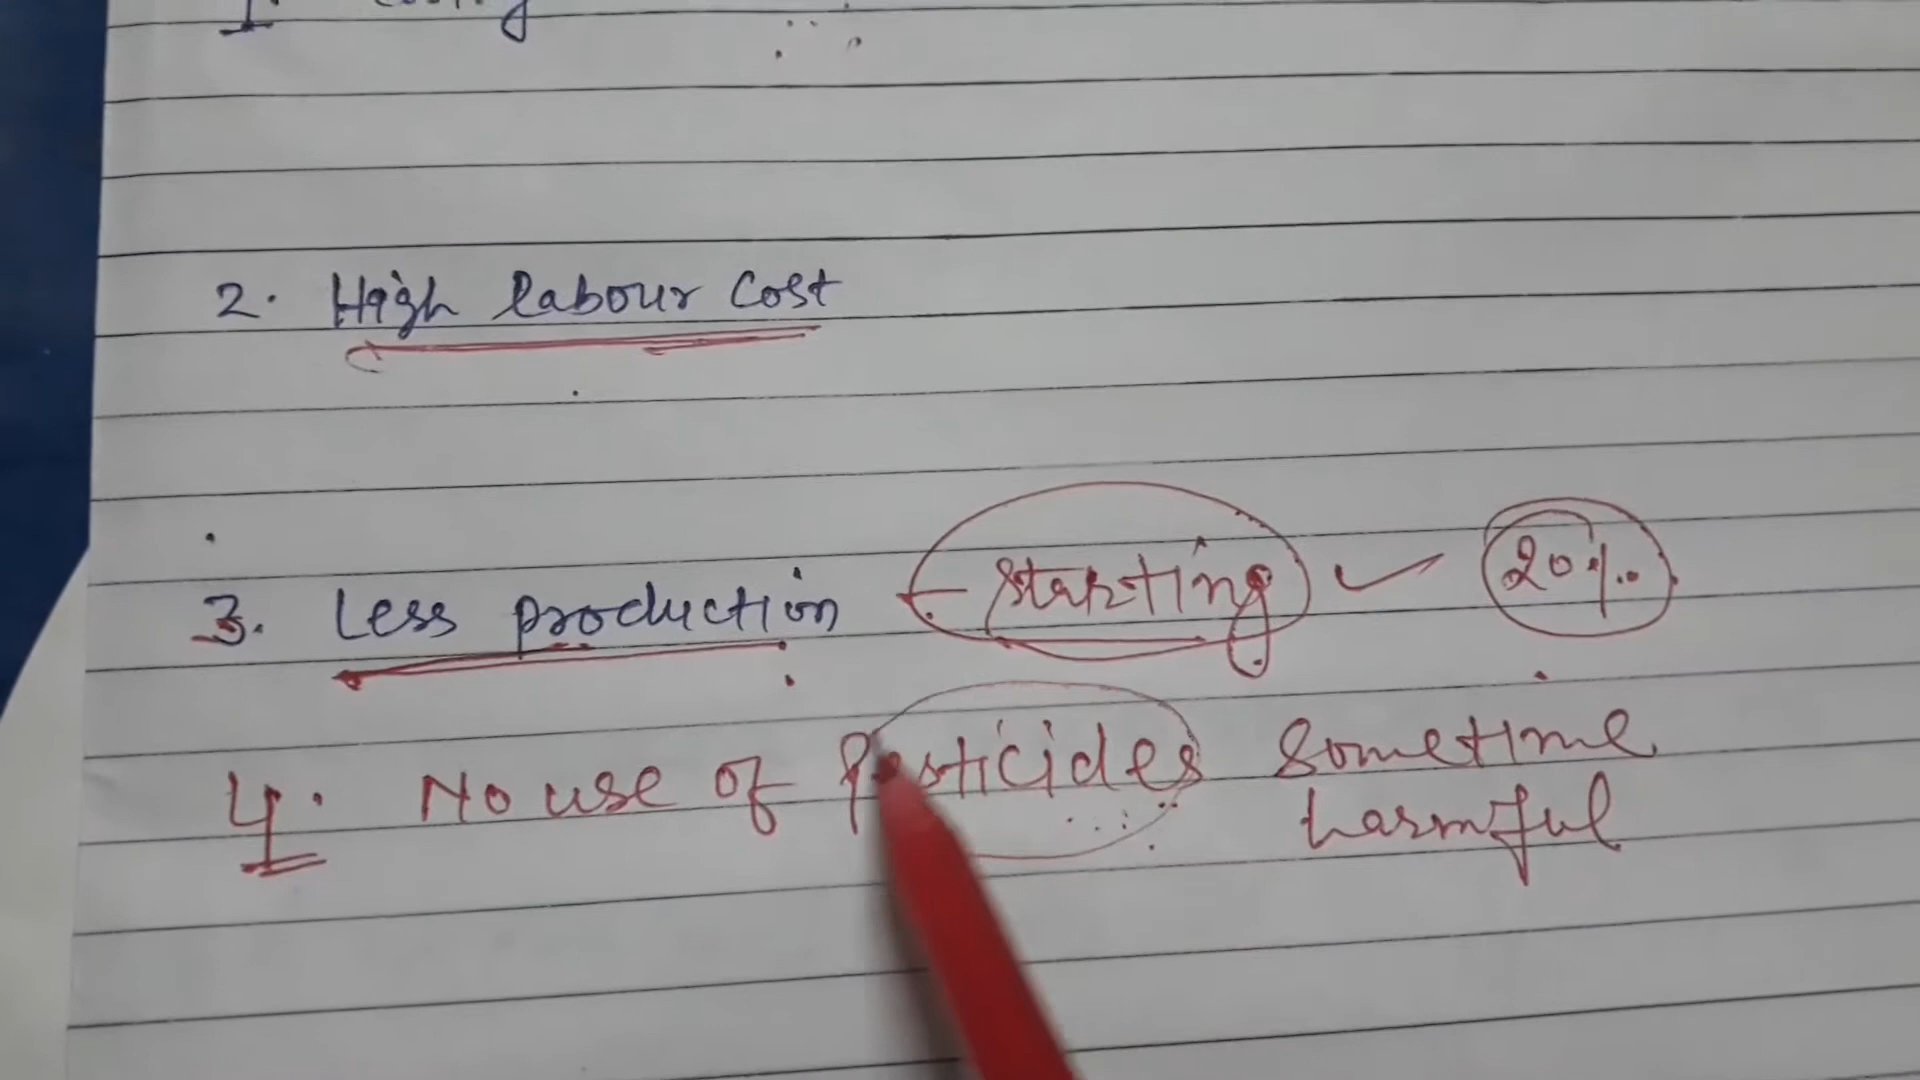 2. High labour Cost
3. Less production - Starting 20%
4. No use of Pesticides Sometime
harmful